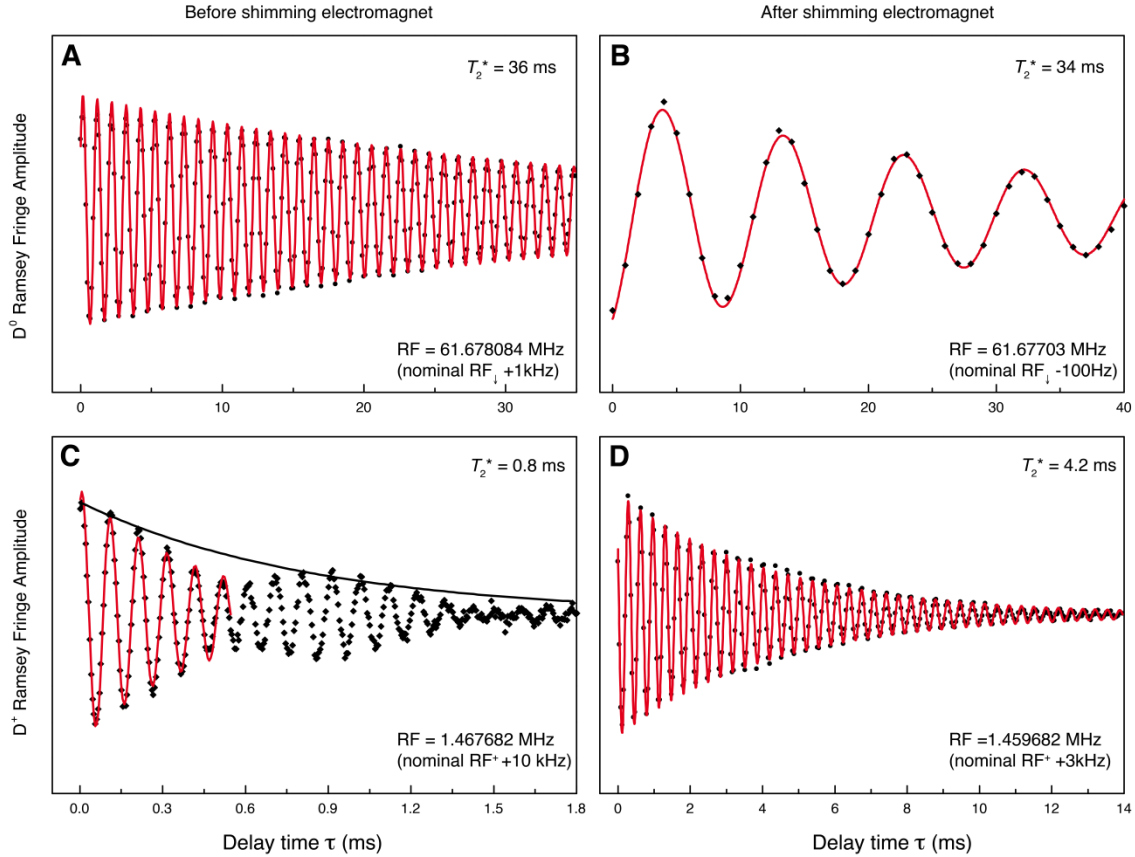 Before shimming electromagnet
After shimming electromagnet
A
T₂* = 36 ms
D⁰ Ramsey Fringe Amplitude
RF = 61.678084 MHz
(nominal RF↓ +1kHz)
0 10 20 30
B
T₂* = 34 ms
RF = 61.67703 MHz
(nominal RF↓ -100Hz)
0 10 20 30 40
C
T₂* = 0.8 ms
D⁺ Ramsey Fringe Amplitude
RF = 1.467682 MHz
(nominal RF⁺ +10 kHz)
0.0 0.3 0.6 0.9 1.2 1.5 1.8
Delay time τ (ms)
D
T₂* = 4.2 ms
RF =1.459682 MHz
(nominal RF⁺ +3kHz)
0 2 4 6 8 10 12 14
Delay time τ (ms)